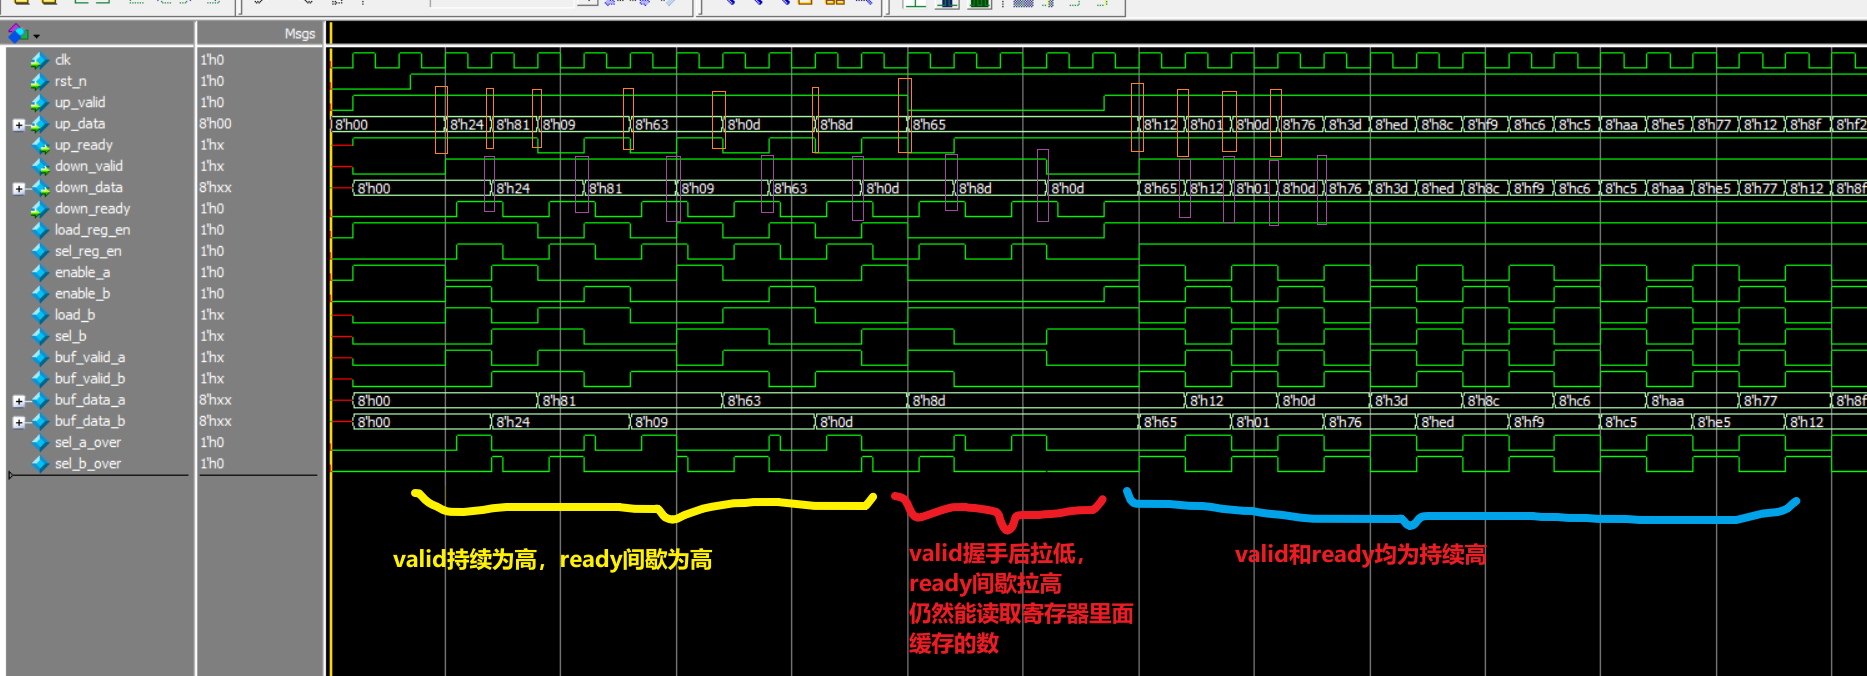 Msgs
clk 1'h0
rst_n 1'h0
up_valid 1'h0
up_data 8'h00 8'h00 8'h24 8'h81 8'h09 8'h63 8'h0d 8'h8d 8'h65 8'h12 8'h01 8'h0d 8'h76 8'h3d 8'hed 8'h8c 8'hf9 8'hc6 8'hc5 8'haa 8'he5 8'h77 8'h12 8'h8f 8'hf2
up_ready 1'hx
down_valid 1'hx
down_data 8'hxx 8'h00 8'h24 8'h81 8'h09 8'h63 8'h0d 8'h8d 8'h0d 8'h65 8'h12 8'h01 8'h0d 8'h76 8'h3d 8'hed 8'h8c 8'hf9 8'hc6 8'hc5 8'haa 8'he5 8'h77 8'h12 8'h8f
down_ready 1'h0
load_reg_en 1'h0
sel_reg_en 1'h0
enable_a 1'h0
enable_b 1'h0
load_b 1'hx
sel_b 1'hx
buf_valid_a 1'hx
buf_valid_b 1'hx
buf_data_a 8'hxx 8'h00 8'h81 8'h63 8'h8d 8'h12 8'h0d 8'h3d 8'h8c 8'hc6 8'haa 8'h77 8'h8f
buf_data_b 8'hxx 8'h00 8'h24 8'h09 8'h0d 8'h65 8'h01 8'h76 8'hed 8'hf9 8'hc5 8'he5 8'h12
sel_a_over 1'h0
sel_b_over 1'h0
valid持续为高，ready间歇为高
valid握手后拉低，
ready间歇拉高
仍然能读取寄存器里面
缓存的数
valid和ready均为持续高